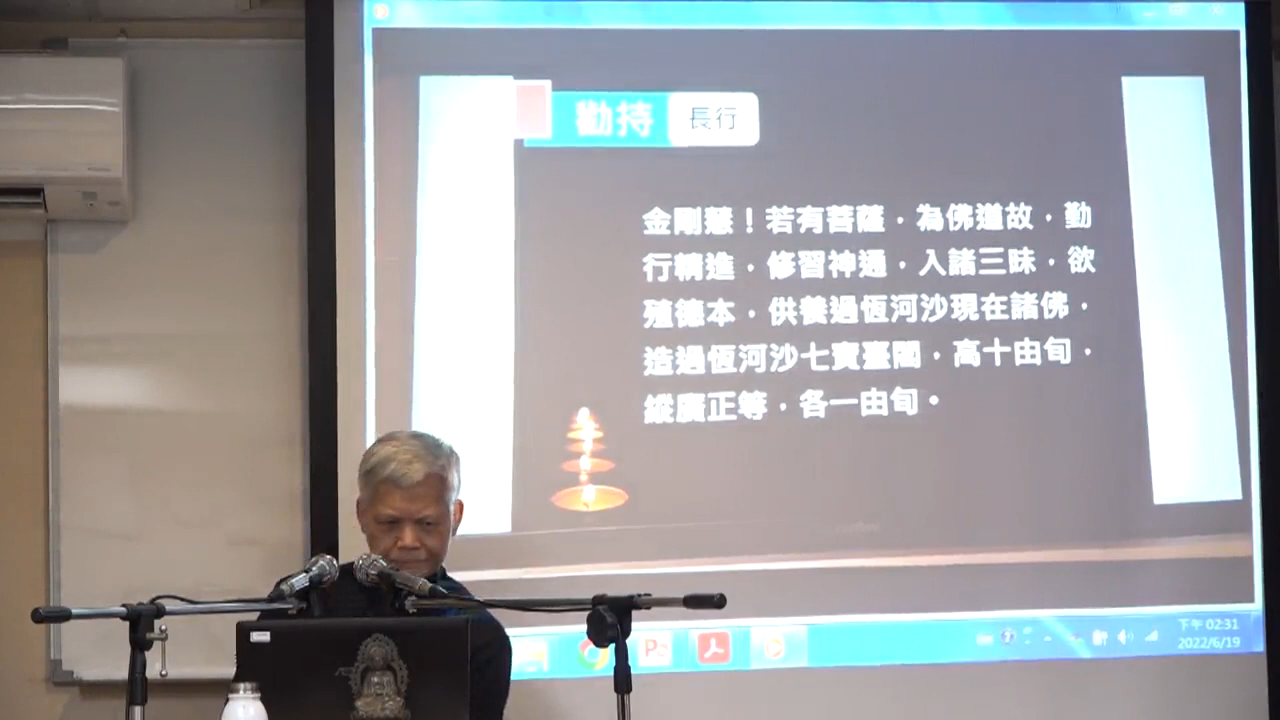 勸持 長行
金剛慧！若有菩薩，為佛道故，勤
行精進，修習神通，入諸三昧，欲
殖德本，供養過恆河沙現在諸佛，
造過恆河沙七寶臺閣，高十由旬，
縱廣正等，各一由旬。
下午 02:31
2022/6/19